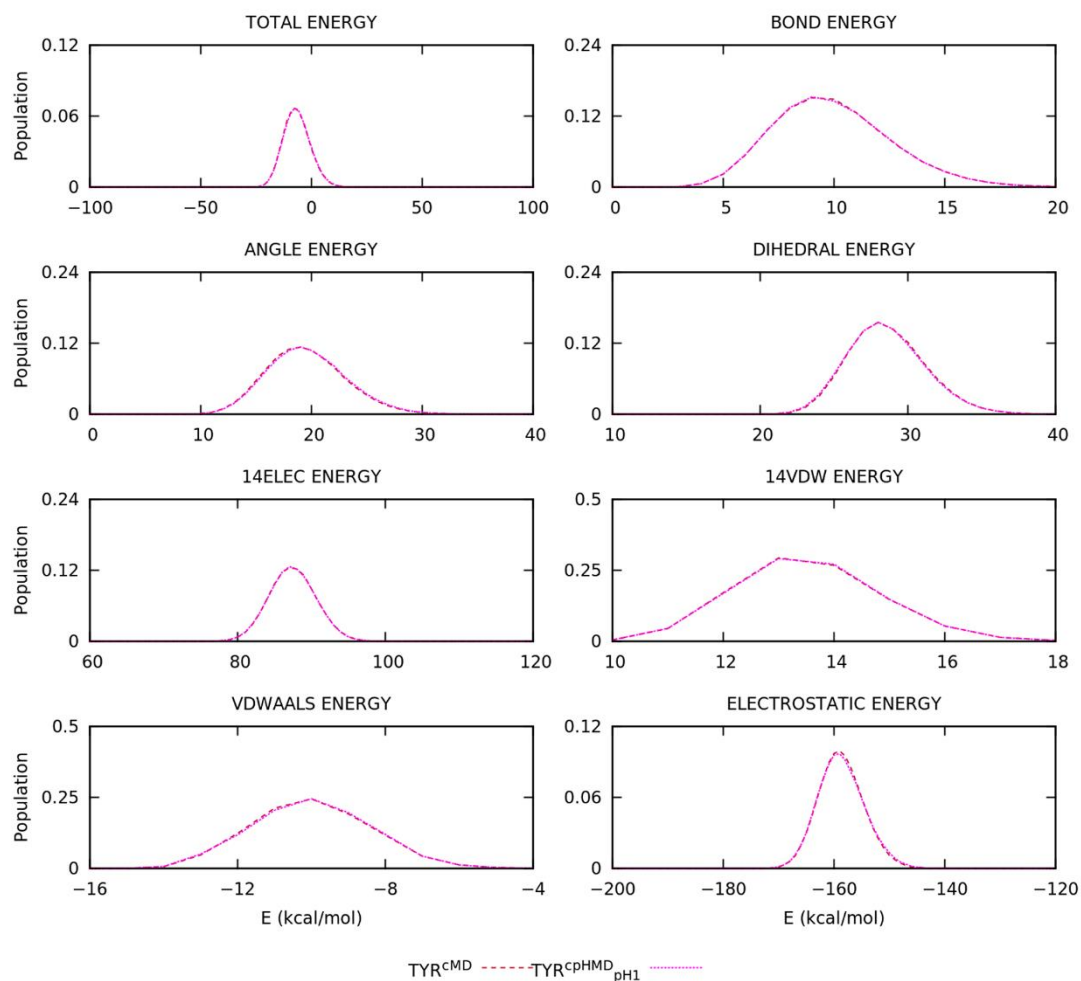 TOTAL ENERGY
BOND ENERGY
Population
0.12
0.06
0
−100 −50 0 50 100
0.24
0.12
0
0 5 10 15 20
ANGLE ENERGY
DIHEDRAL ENERGY
Population
0.24
0.12
0
0 10 20 30 40
0.24
0.12
0
10 20 30 40
14ELEC ENERGY
14VDW ENERGY
Population
0.24
0.12
0
60 80 100 120
0.5
0.25
0
10 12 14 16 18
VDWAALS ENERGY
ELECTROSTATIC ENERGY
Population
0.5
0.25
0
−16 −12 −8 −4
E (kcal/mol)
0.12
0.06
0
−200 −180 −160 −140 −120
E (kcal/mol)
TYRcMD TYRcpHMDpH1